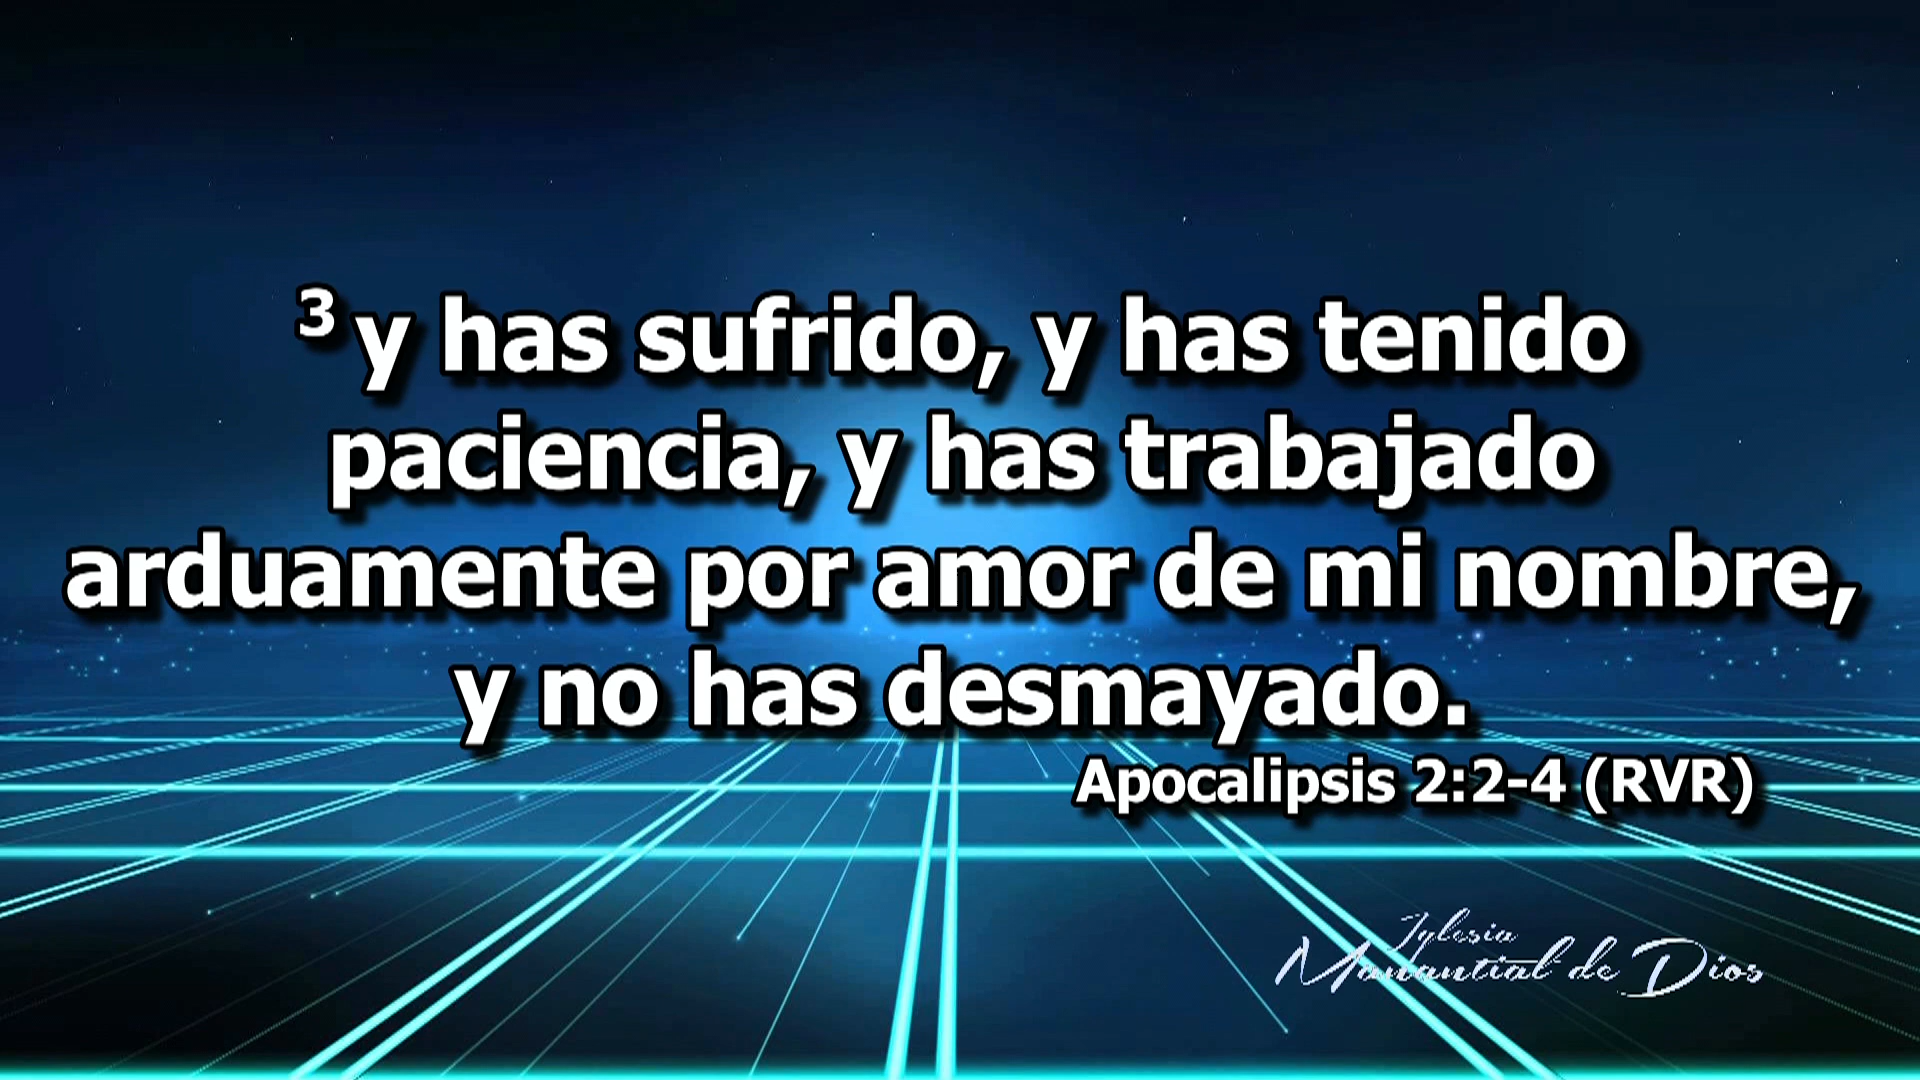 3 y has sufrido, y has tenido
paciencia, y has trabajado
arduamente por amor de mi nombre,
y no has desmayado.
Apocalipsis 2:2-4 (RVR)
Iglesia
Manantial de Dios